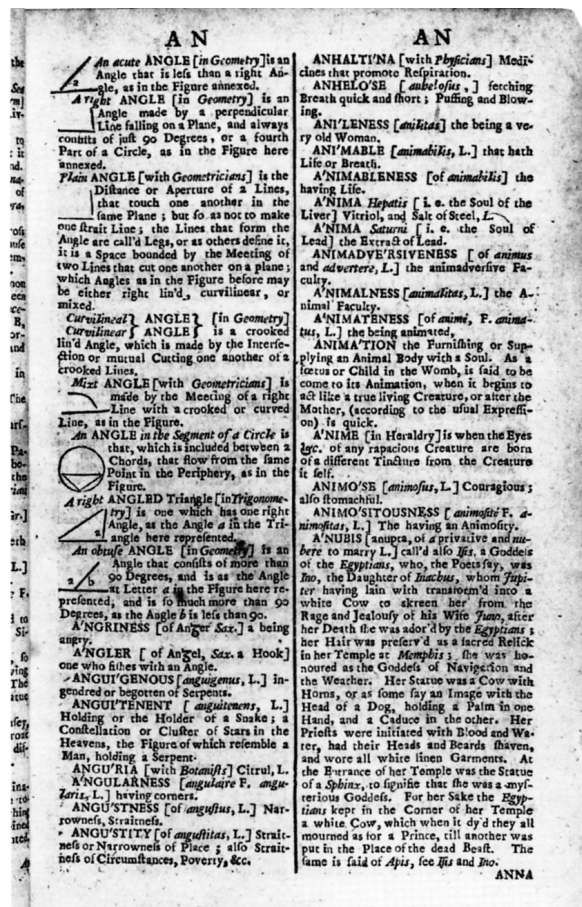 AN
An acute ANGLE [in Geometry] is an
Angle that is leſs than a right An-
gle, as in the Figure annexed.
A right ANGLE [in Geometry] is an
Angle made by a perpendicular
Line falling on a Plane, and always
conſiſts of juſt 90 Degrees, or a fourth
Part of a Circle, as in the Figure here
annexed.
Plain ANGLE [with Geometricians] is the
Diſtance or Aperture of 2 Lines,
that touch one another in the
ſame Plane; but ſo as not to make
one ſtrait Line; the Lines that form the
Angle are call'd Legs, or as others define it,
it is a Space bounded by the Meeting of
two Lines that cut one another on a plane;
which Angles as in the Figure before may
be either right lin'd, curvilinear, or
mixed.
Curvilineal } ANGLE } [in Geometry]
Curvilinear } ANGLE } is a crooked
lin'd Angle, which is made by the Interſe-
ction or mutual Cutting one another of 2
crooked Lines.
Mixt ANGLE [with Geometricians] is
made by the Meeting of a right
Line with a crooked or curved
Line, as in the Figure.
An ANGLE in the Segment of a Circle is
that, which is included between 2
Chords, that flow from the ſame
Point in the Periphery, as in the
Figure.
A right ANGLED Triangle [in Trigonome-
try] is one which has one right
Angle, as the Angle a in the Tri-
angle here repreſented.
An obtuſe ANGLE [in Geometry] is an
Angle that conſiſts of more than
90 Degrees, and is as the Angle
at Letter a in the Figure here re-
preſented, and is ſo much more than 90
Degrees, as the Angle b is leſs than 90.
A'NGRINESS [of Anger Sax.] a being
angry.
A'NGLER [of Angel, Sax. a Hook]
one who fiſhes with an Angle.
ANGUI'GENOUS [anguigenus, L.] in-
gendred or begotten of Serpents.
ANGUI'TENENT [anguitenens, L.]
Holding or the Holder of a Snake; a
Conſtellation or Cluſter of Stars in the
Heavens, the Figure of which reſemble a
Man, holding a Serpent.
ANGU'RIA [with Botaniſts] Citrul, L.
A'NGULARNESS [angulaire F. angu-
laris, L.] having corners.
ANGU'STNESS [of anguſtus, L.] Nar-
rowneſs, Straitneſs.
ANGU'STITY [of anguſtitas, L.] Strait-
neſs or Narrowneſs of Place; alſo Strait-
neſs of Circumſtances, Poverty, &c.
AN
ANHALTI'NA [with Phyſicians] Medi-
cines that promote Reſpiration.
ANHELO'SE [anheloſus,] fetching
Breath quick and ſhort; Puffing and Blow-
ing.
ANI'LENESS [anilitas] the being a ve-
ry old Woman.
ANI'MABLE [animabilis, L.] that hath
Life or Breath.
A'NIMABLENESS [of animabilis] the
having Life.
A'NIMA Hepatis [i. e. the Soul of the
Liver] Vitriol, and Salt of Steel, L.
A'NIMA Saturni [i. e. the Soul of
Lead] the Extract of Lead.
ANIMADVE'RSIVENESS [of animus
and advertere, L.] the animadverſive Fa-
culty.
A'NIMALNESS [animalitas, L.] the A-
nimal Faculty.
A'NIMATENESS [of animé, F. anima-
tus, L.] the being animated,
ANIMA'TION the Furniſhing or Sup-
plying an Animal Body with a Soul. As a
fœtus or Child in the Womb, is ſaid to be
come to its Animation, when it begins to
act like a true living Creature, or after the
Mother, (according to the uſual Expreſſi-
on) is quick.
A'NIME [in Heraldry] is when the Eyes
&c. of any rapacious Creature are born
of a different Tincture from the Creature
it ſelf.
ANIMO'SE [animoſus, L.] Couragious;
alſo ſtomachful.
ANIMO'SITOUSNESS [animoſité F. a-
nimoſitas, L.] The having an Animoſity.
A'NUBIS [anupta, of a privative and nu-
bere to marry L.] call'd alſo Iſis, a Goddeſs
of the Egyptians, who, the Poets ſay, was
Ino, the Daughter of Inachus, whom Jupi-
ter having lain with transform'd into a
white Cow to skreen her from the
Rage and Jealouſy of his Wife Juno, after
her Death ſhe was ador'd by the Egyptians;
her Hair was preſerv'd as a ſacred Relick
in her Temple at Memphis; ſhe was ho-
noured as the Goddeſs of Navigation and
the Weather. Her Statue was a Cow with
Horns, or as ſome ſay an Image with the
Head of a Dog, holding a Palm in one
Hand, and a Caduce in the other. Her
Prieſts were initiated with Blood and Wa-
ter, had their Heads and Beards ſhaven,
and wore all white linen Garments. At
the Entrance of her Temple was the Statue
of a Sphinx, to ſignifie that ſhe was a myſ-
terious Goddeſs. For her Sake the Egyp-
tians kept in the Corner of her Temple
a white Cow, which when it dy'd they all
mourned as for a Prince, till another was
put in the Place of the dead Beaſt. The
ſame is ſaid of Apis, ſee Iſis and Ino.
ANNA